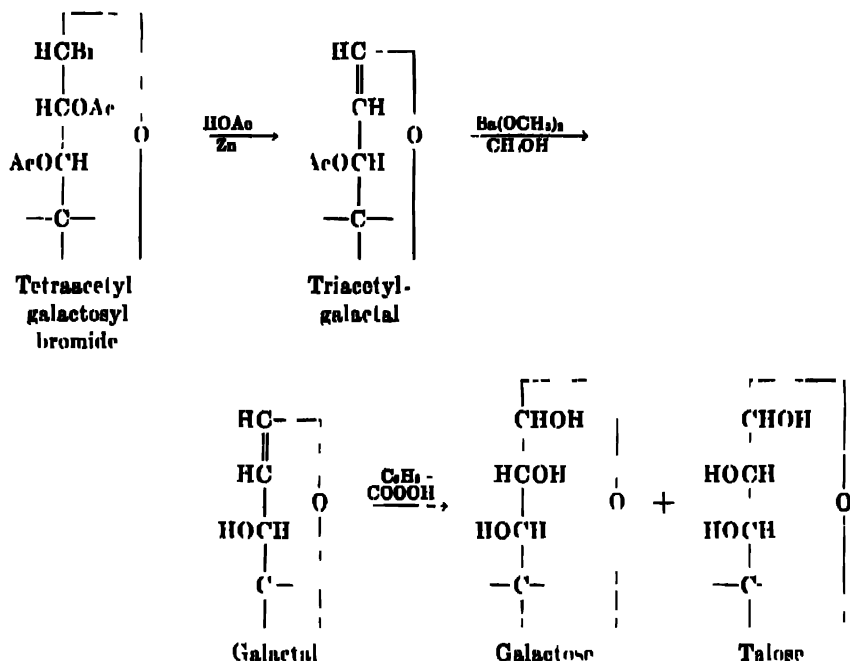 HCBr
HCOAc
AcOCH
—C—
O
Tetraacetyl
galactosyl
bromide
HOAc
Zn
HC
CH
AcOCH
—C—
O
Triacetyl-
galactal
Ba(OCH₃)₂
CH₃OH
HC
HC
HOCH
C—
O
Galactal
C₆H₅-
COOOH
CHOH
HCOH
HOCH
—C—
O
Galactose
+
CHOH
HOCH
HOCH
—C-
O
Talose